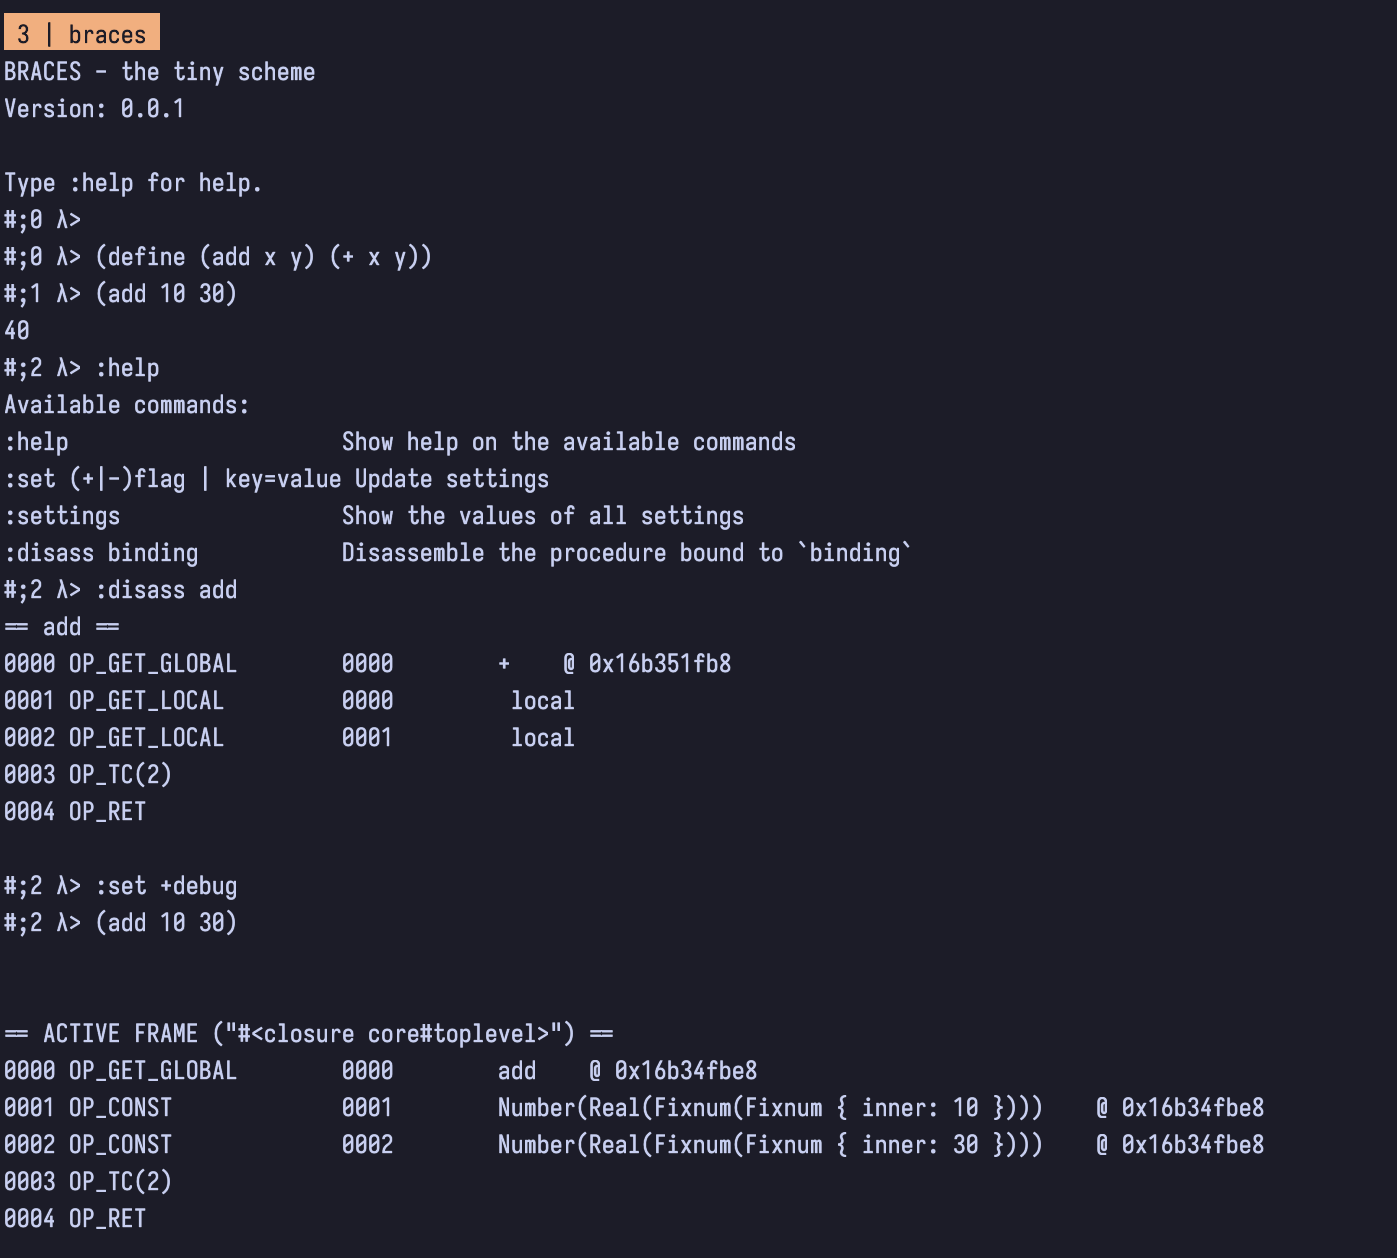 3 | braces
BRACES - the tiny scheme
Version: 0.0.1
Type :help for help.
#;0 λ>
#;0 λ> (define (add x y) (+ x y))
#;1 λ> (add 10 30)
40
#;2 λ> :help
Available commands:
:help                     Show help on the available commands
:set (+|-)flag | key=value Update settings
:settings                 Show the values of all settings
:disass binding           Disassemble the procedure bound to `binding`
#;2 λ> :disass add
== add ==
0000 OP_GET_GLOBAL        0000        +    @ 0x16b351fb8
0001 OP_GET_LOCAL         0000         local
0002 OP_GET_LOCAL         0001         local
0003 OP_TC(2)
0004 OP_RET
#;2 λ> :set +debug
#;2 λ> (add 10 30)
== ACTIVE FRAME ("#<closure core#toplevel>") ==
0000 OP_GET_GLOBAL        0000        add    @ 0x16b34fbe8
0001 OP_CONST             0001        Number(Real(Fixnum(Fixnum { inner: 10 })))    @ 0x16b34fbe8
0002 OP_CONST             0002        Number(Real(Fixnum(Fixnum { inner: 30 })))    @ 0x16b34fbe8
0003 OP_TC(2)
0004 OP_RET